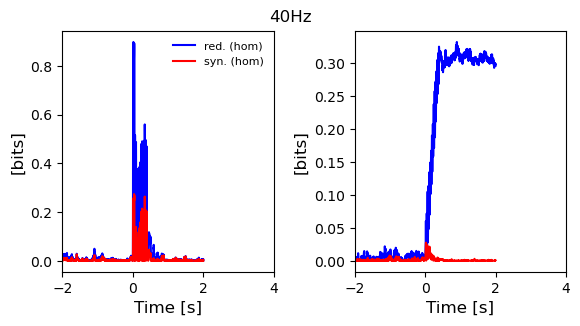 40Hz
[bits]
0.8
0.6
0.4
0.2
0.0
red. (hom)
syn. (hom)
−2
0
2
4
Time [s]
[bits]
0.30
0.25
0.20
0.15
0.10
0.05
0.00
−2
0
2
4
Time [s]